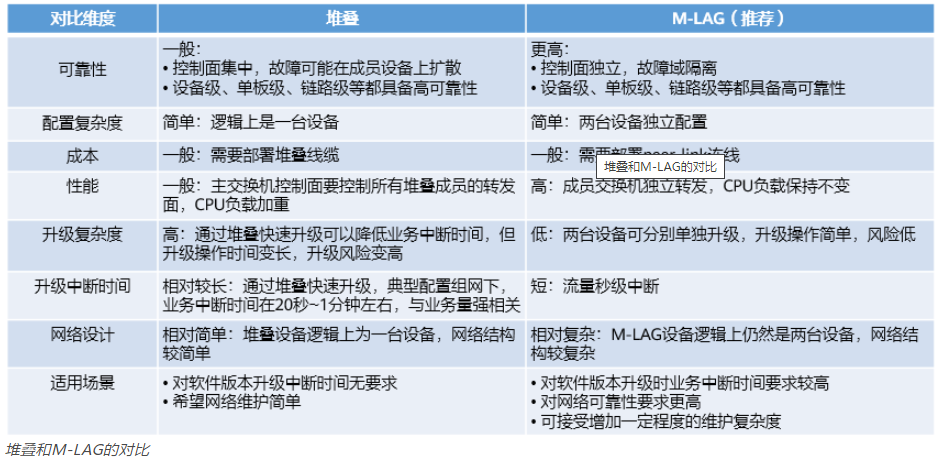 对比维度 堆叠 M-LAG（推荐）
可靠性
一般：
• 控制面集中，故障可能在成员设备上扩散
• 设备级、单板级、链路级等都具备高可靠性
更高：
• 控制面独立，故障域隔离
• 设备级、单板级、链路级等都具备高可靠性
配置复杂度 简单：逻辑上是一台设备 简单：两台设备独立配置
成本 一般：需要部署堆叠线缆 一般：需要部署peer-link连线
堆叠和M-LAG的对比
性能
一般：主交换机控制面要控制所有堆叠成员的转发
面，CPU负载加重
高：成员交换机独立转发，CPU负载保持不变
升级复杂度
高：通过堆叠快速升级可以降低业务中断时间，但
升级操作时间变长，升级风险变高
低：两台设备可分别单独升级，升级操作简单，风险低
升级中断时间
相对较长：通过堆叠快速升级，典型配置组网下，
业务中断时间在20秒~1分钟左右，与业务量强相关
短：流量秒级中断
网络设计
相对简单：堆叠设备逻辑上为一台设备，网络结构
较简单
相对复杂：M-LAG设备逻辑上仍然是两台设备，网络结
构较复杂
适用场景
• 对软件版本升级中断时间无要求
• 希望网络维护简单
• 对软件版本升级时业务中断时间要求较高
• 对网络可靠性要求更高
• 可接受增加一定程度的维护复杂度
堆叠和M-LAG的对比